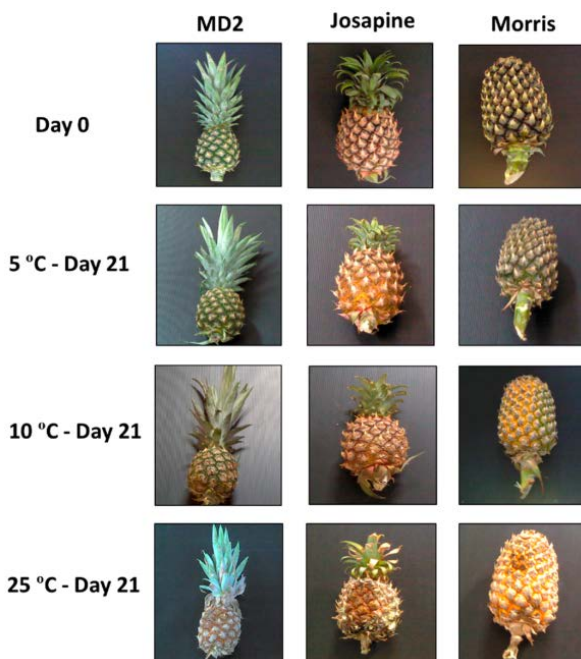 MD2 Josapine Morris
Day 0
5 °C - Day 21
10 °C - Day 21
25 °C - Day 21